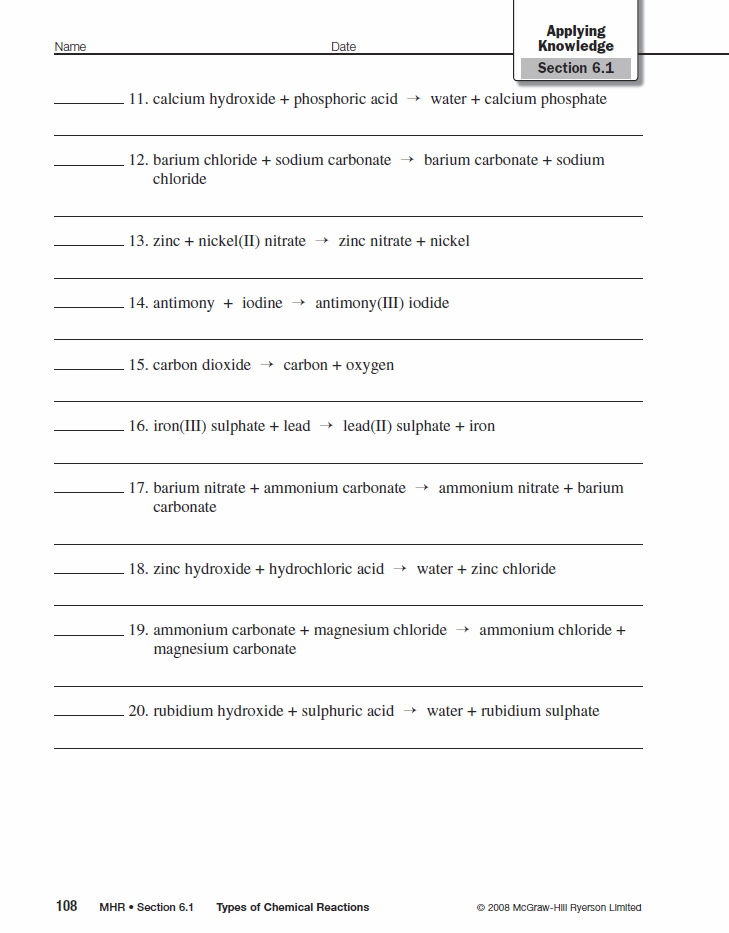 Applying
Name Date Knowledge
Section 6.1
11. calcium hydroxide + phosphoric acid → water + calcium phosphate
12. barium chloride + sodium carbonate → barium carbonate + sodium
chloride
13. zinc + nickel(II) nitrate → zinc nitrate + nickel
14. antimony + iodine → antimony(III) iodide
15. carbon dioxide → carbon + oxygen
16. iron(III) sulphate + lead → lead(II) sulphate + iron
17. barium nitrate + ammonium carbonate → ammonium nitrate + barium
carbonate
18. zinc hydroxide + hydrochloric acid → water + zinc chloride
19. ammonium carbonate + magnesium chloride → ammonium chloride +
magnesium carbonate
20. rubidium hydroxide + sulphuric acid → water + rubidium sulphate
108 MHR • Section 6.1 Types of Chemical Reactions © 2008 McGraw-Hill Ryerson Limited